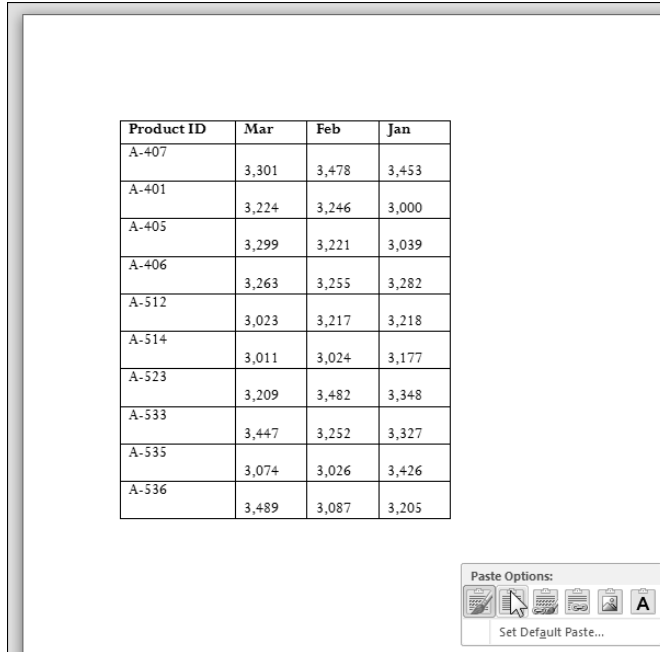 Product ID Mar Feb Jan
A-407
3,301 3,478 3,453
A-401
3,224 3,246 3,000
A-405
3,299 3,221 3,039
A-406
3,263 3,255 3,282
A-512
3,023 3,217 3,218
A-514
3,011 3,024 3,177
A-523
3,209 3,482 3,348
A-533
3,447 3,252 3,327
A-535
3,074 3,026 3,426
A-536
3,489 3,087 3,205
Paste Options:
A
Set Default Paste...